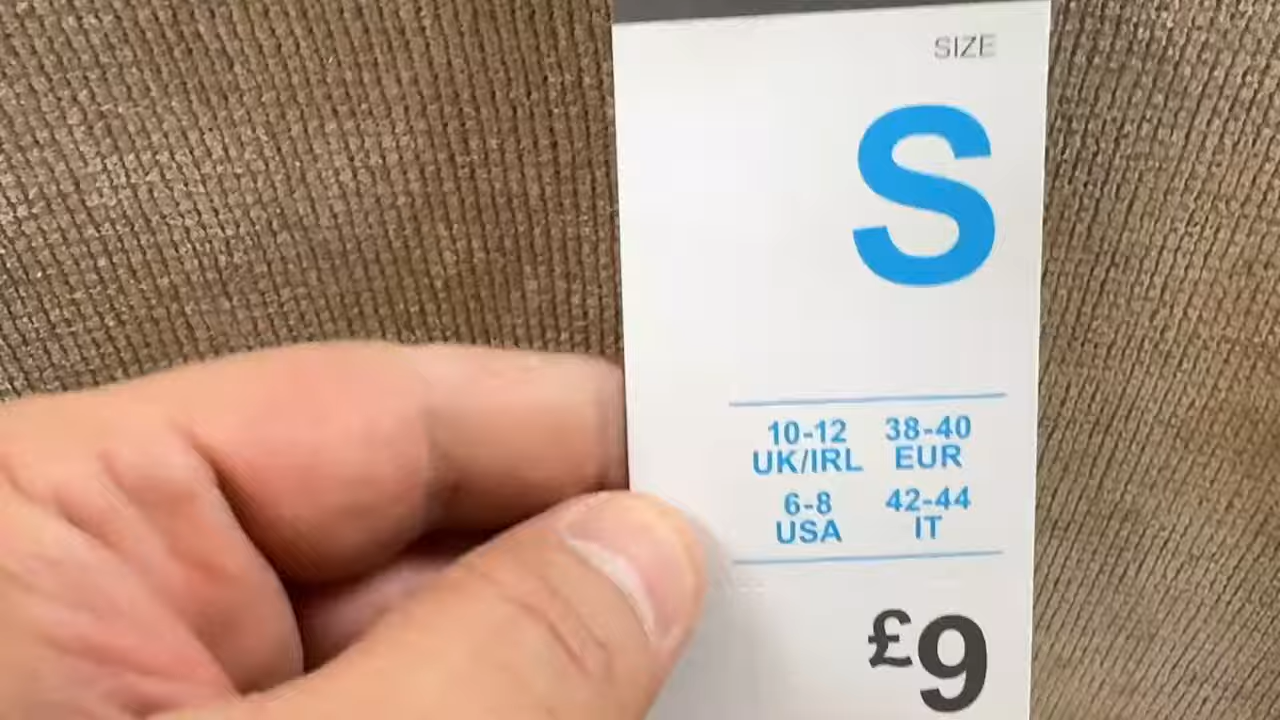 SIZE
S
10-12 38-40
UK/IRL EUR
6-8 42-44
USA IT
£9